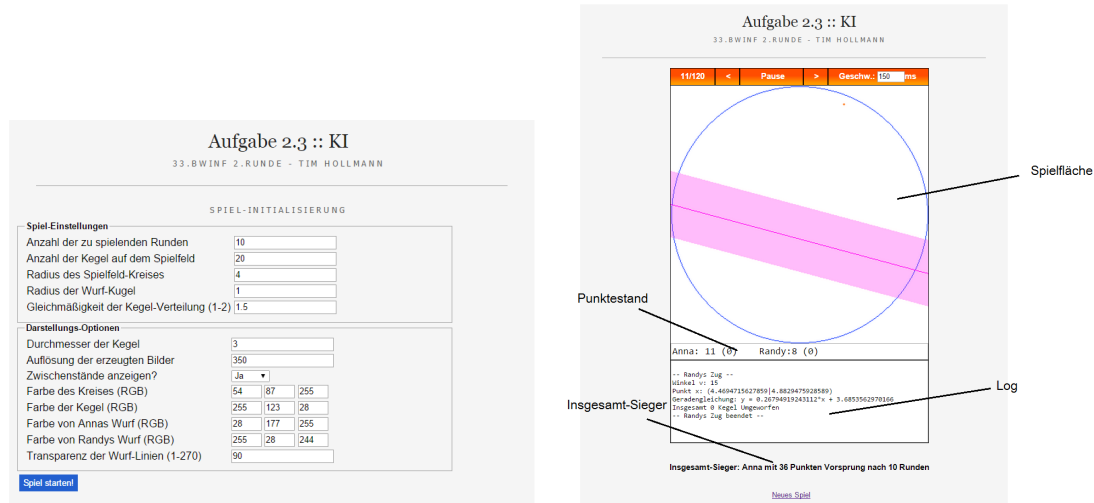 Aufgabe 2.3 :: KI
33.BWINF 2.RUNDE - TIM HOLLMANN
SPIEL-INITIALISIERUNG
Spiel-Einstellungen
Anzahl der zu spielenden Runden 10
Anzahl der Kegel auf dem Spielfeld 20
Radius des Spielfeld-Kreises 4
Radius der Wurf-Kugel 1
Gleichmäßigkeit der Kegel-Verteilung (1-2) 1.5
Darstellungs-Optionen
Durchmesser der Kegel 3
Auflösung der erzeugten Bilder 350
Zwischenstände anzeigen? Ja
Farbe des Kreises (RGB) 54 87 255
Farbe der Kegel (RGB) 255 123 28
Farbe von Annas Wurf (RGB) 28 177 255
Farbe von Randys Wurf (RGB) 255 28 244
Transparenz der Wurf-Linien (1-270) 90
Spiel starten!
Aufgabe 2.3 :: KI
33.BWINF 2.RUNDE - TIM HOLLMANN
11/120 < Pause > Geschw.: 150 ms
Spielfläche
Punktestand
Anna: 11 (0) Randy:8 (0)
-- Randys Zug --
Winkel v: 15
Punkt x: (4.4694715627859|4.8829475928589)
Geradengleichung: y = 0.26794919243112*x + 3.6853562970166
Insgesamt 0 Kegel Umgeworfen
-- Randys Zug beendet --
Log
Insgesamt-Sieger
Insgesamt-Sieger: Anna mit 36 Punkten Vorsprung nach 10 Runden
Neues Spiel